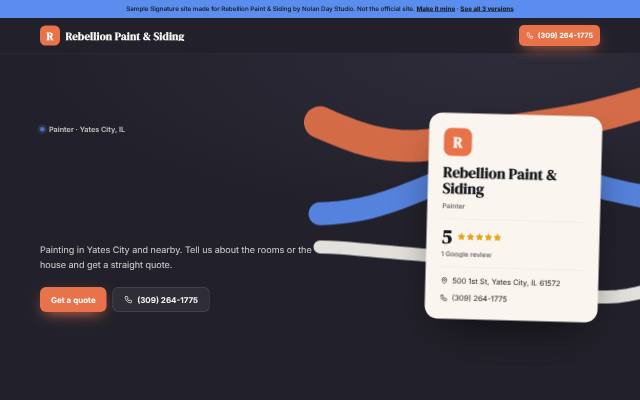 Sample Signature site made for Rebellion Paint & Siding by Nolan Day Studio. Not the official site. Make it mine · See all 3 versions
R Rebellion Paint & Siding
(309) 264-1775
Painter · Yates City, IL
Painting in Yates City and nearby. Tell us about the rooms or the
house and get a straight quote.
Get a quote
(309) 264-1775
R
Rebellion Paint &
Siding
Painter
5 ★★★★★
1 Google review
500 1st St, Yates City, IL 61572
(309) 264-1775